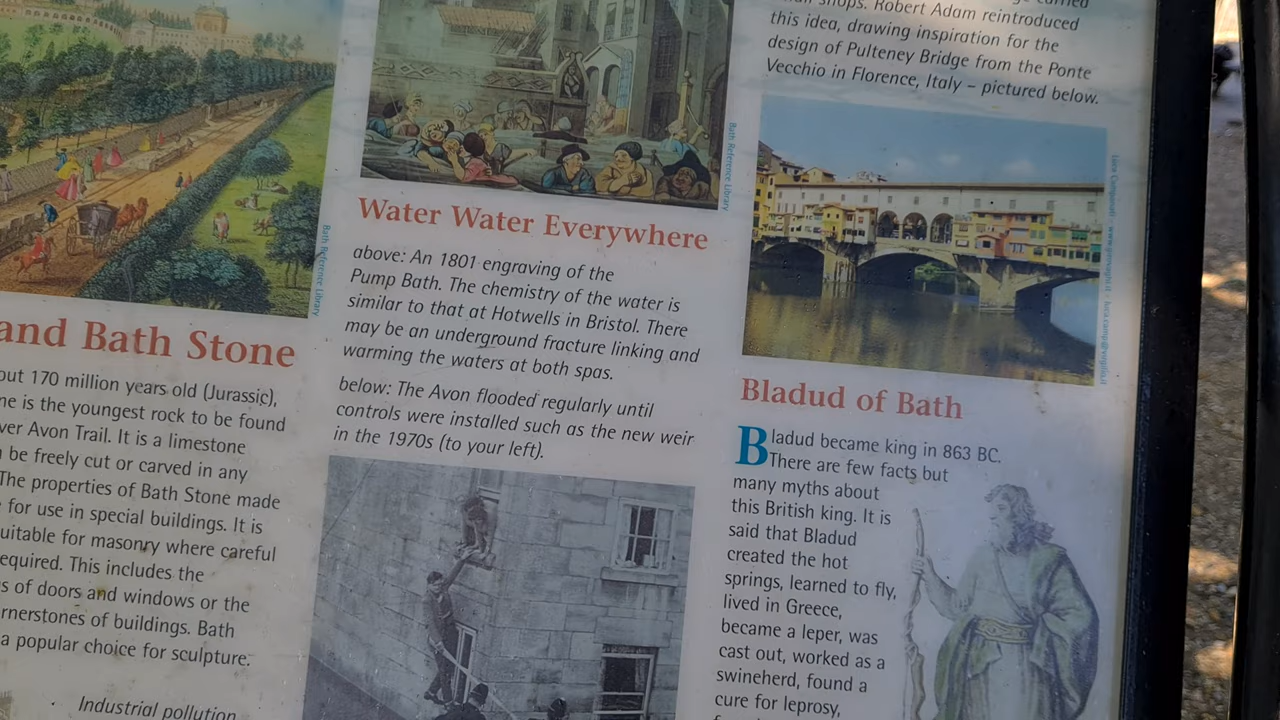 Bath Reference Library
and Bath Stone
out 170 million years old (Jurassic),
ne is the youngest rock to be found
ver Avon Trail. It is a limestone
be freely cut or carved in any
The properties of Bath Stone made
for use in special buildings. It is
uitable for masonry where careful
equired. This includes the
s of doors and windows or the
rnerstones of buildings. Bath
a popular choice for sculpture.
Industrial pollution
Bath Reference Library
Water Water Everywhere
above: An 1801 engraving of the
Pump Bath. The chemistry of the water is
similar to that at Hotwells in Bristol. There
may be an underground fracture linking and
warming the waters at both spas.
below: The Avon flooded regularly until
controls were installed such as the new weir
in the 1970s (to your left).
carried
shops. Robert Adam reintroduced
this idea, drawing inspiration for the
design of Pulteney Bridge from the Ponte
Vecchio in Florence, Italy – pictured below.
Bladud of Bath
Bladud became king in 863 BC.
There are few facts but
many myths about
this British king. It is
said that Bladud
created the hot
springs, learned to fly,
lived in Greece,
became a leper, was
cast out, worked as a
swineherd, found a
cure for leprosy,